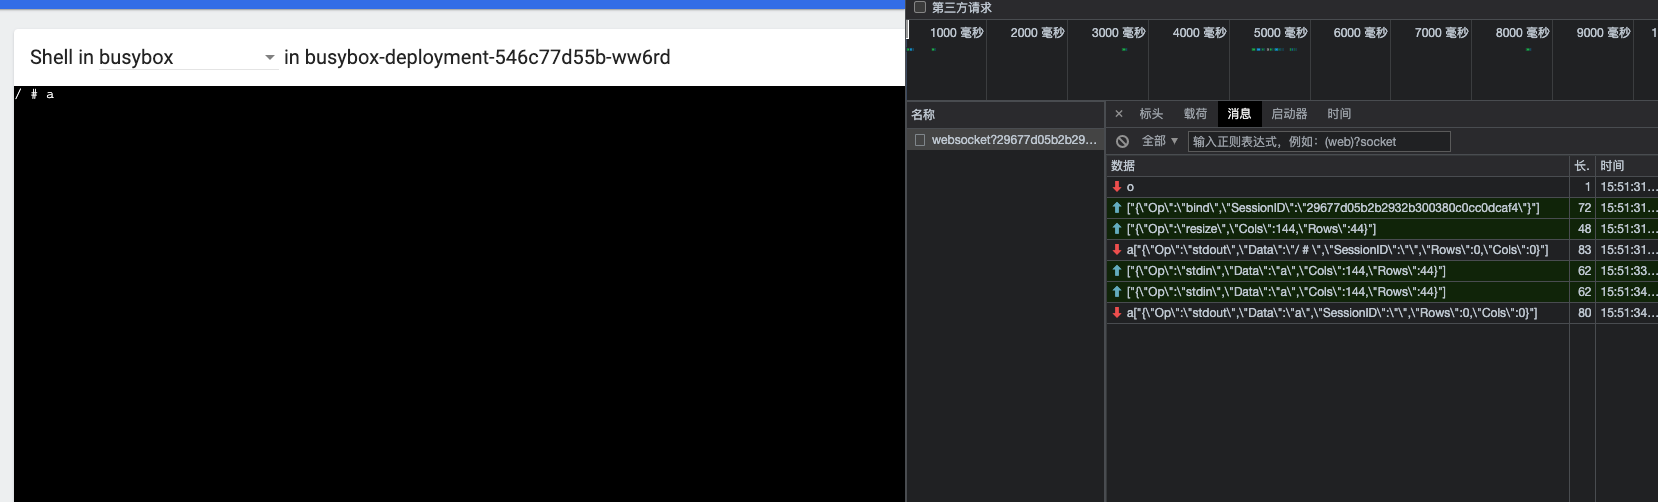 Shell in busybox in busybox-deployment-546c77d55b-ww6rd
/ # a
第三方请求
1000 毫秒 2000 毫秒 3000 毫秒 4000 毫秒 5000 毫秒 6000 毫秒 7000 毫秒 8000 毫秒 9000 毫秒 1
名称
websocket?29677d05b2b29...
× 标头 载荷 消息 启动器 时间
全部 ▼ 输入正则表达式，例如：(web)?socket
数据 长. 时间
o 1 15:51:31...
["{\"Op\":\"bind\",\"SessionID\":\"29677d05b2b2932b300380c0cc0dcaf4\"}"] 72 15:51:31...
["{\"Op\":\"resize\",\"Cols\":144,\"Rows\":44}"] 48 15:51:31...
a["{\"Op\":\"stdout\",\"Data\":\"/ # \",\"SessionID\":\"\",\"Rows\":0,\"Cols\":0}"] 83 15:51:31...
["{\"Op\":\"stdin\",\"Data\":\"a\",\"Cols\":144,\"Rows\":44}"] 62 15:51:33...
["{\"Op\":\"stdin\",\"Data\":\"a\",\"Cols\":144,\"Rows\":44}"] 62 15:51:34...
a["{\"Op\":\"stdout\",\"Data\":\"a\",\"SessionID\":\"\",\"Rows\":0,\"Cols\":0}"] 80 15:51:34...